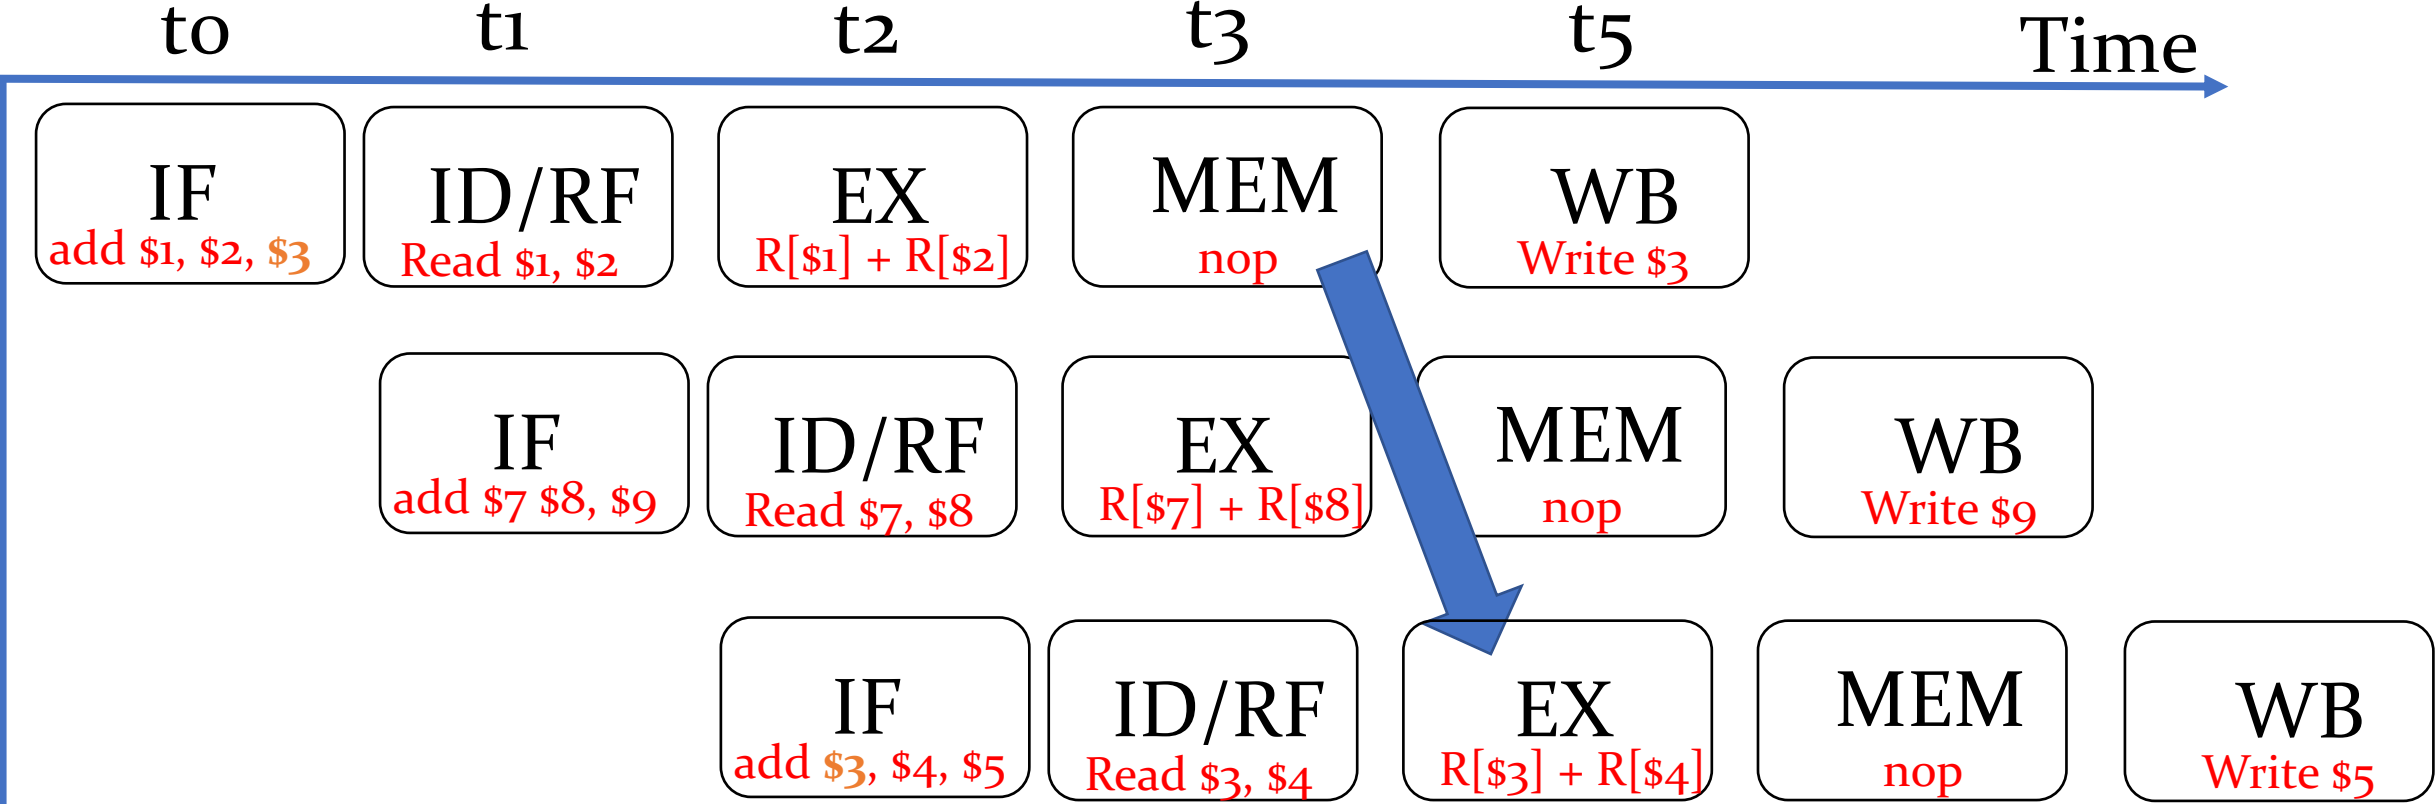 to t1 t2 t3 t5 Time
IF ID/RF EX MEM WB
add $1, $2, $3 Read $1, $2 R[$1] + R[$2] nop Write $3
IF ID/RF EX MEM WB
add $7 $8, $9 Read $7, $8 R[$7] + R[$8] nop Write $9
IF ID/RF EX MEM WB
add $3, $4, $5 Read $3, $4 R[$3] + R[$4] nop Write $5